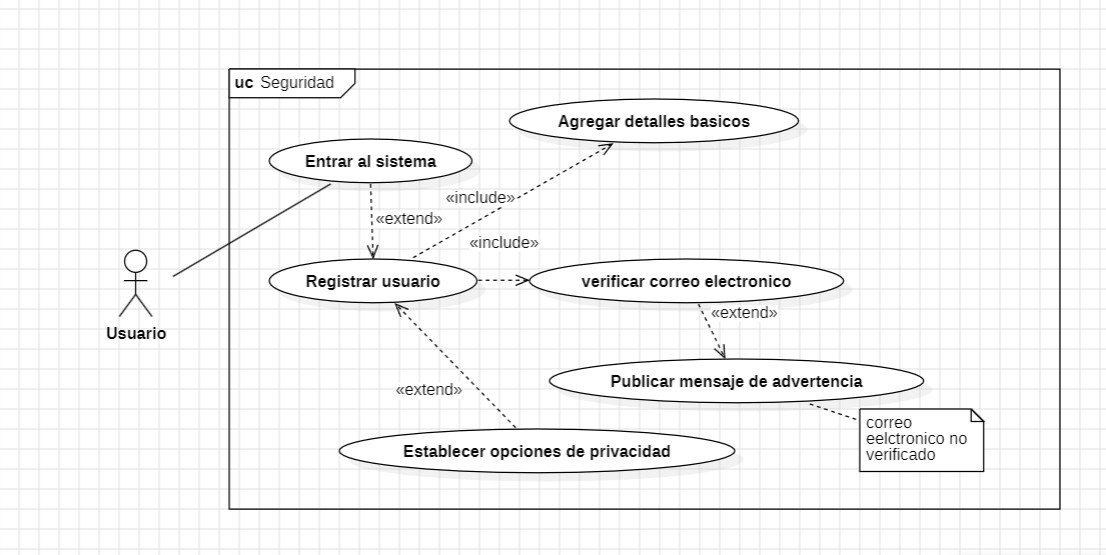 uc Seguridad
Agregar detalles basicos
Entrar al sistema
«include»
«extend»
«include»
Registrar usuario
verificar correo electronico
«extend»
Usuario
Publicar mensaje de advertencia
«extend»
correo
eelctronico no
verificado
Establecer opciones de privacidad